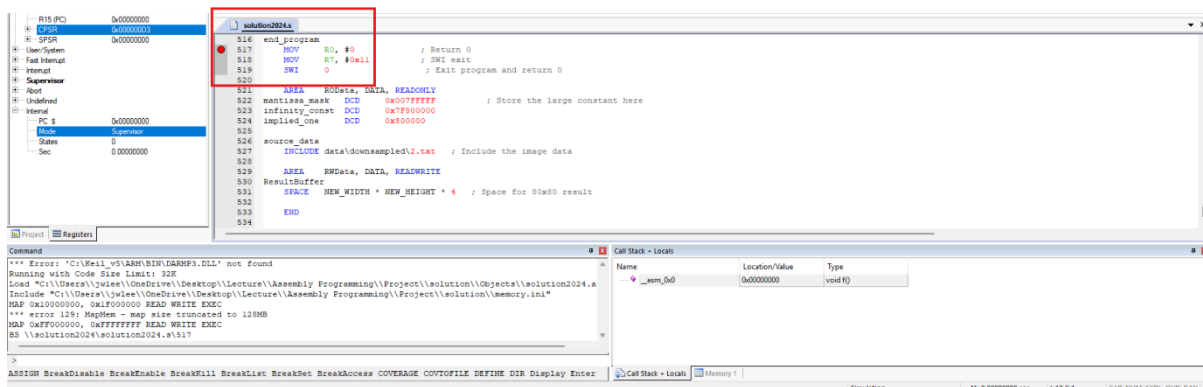 R15 (PC) 0x00000000
CPSR 0x000000D3
SPSR 0x00000000
User/System
Fast Interrupt
Interrupt
Supervisor
Abort
Undefined
Internal
PC $ 0x00000000
Mode Supervisor
States 0
Sec 0.00000000
Project Registers
solution2024.s
516 end_program
517 MOV R0, #0 ; Return 0
518 MOV R7, #0x11 ; SWI exit
519 SWI 0 ; Exit program and return 0
520
521 AREA ROData, DATA, READONLY
522 mantissa_mask DCD 0x007FFFFF ; Store the large constant here
523 infinity_const DCD 0x7F800000
524 implied_one DCD 0x800000
525
526 source_data
527 INCLUDE data\downsampled\2.txt ; Include the image data
528
529 AREA RWData, DATA, READWRITE
530 ResultBuffer
531 SPACE NEW_WIDTH * NEW_HEIGHT * 4 ; Space for 80x80 result
532
533 END
534
Command
*** Error: 'C:\Keil_v5\ARM\BIN\DARMP3.DLL' not found
Running with Code Size Limit: 32K
Load "C:\\Users\\jwlee\\OneDrive\\Desktop\\Lecture\\Assembly Programming\\Project\\solution\\Objects\\solution2024.a
Include "C:\\Users\\jwlee\\OneDrive\\Desktop\\Lecture\\Assembly Programming\\Project\\solution\\memory.ini"
MAP 0x10000000, 0x1F000000 READ WRITE EXEC
*** error 129: MapMem - map size truncated to 128MB
MAP 0xFF000000, 0xFFFFFFFF READ WRITE EXEC
BS \\solution2024\solution2024.s\517
>
ASSIGN BreakDisable BreakEnable BreakKill BreakList BreakSet BreakAccess COVERAGE COVTOFILE DEFINE DIR Display Enter
Call Stack + Locals
Name Location/Value Type
__asm_0x0 0x00000000 void f()
Call Stack + Locals Memory 1